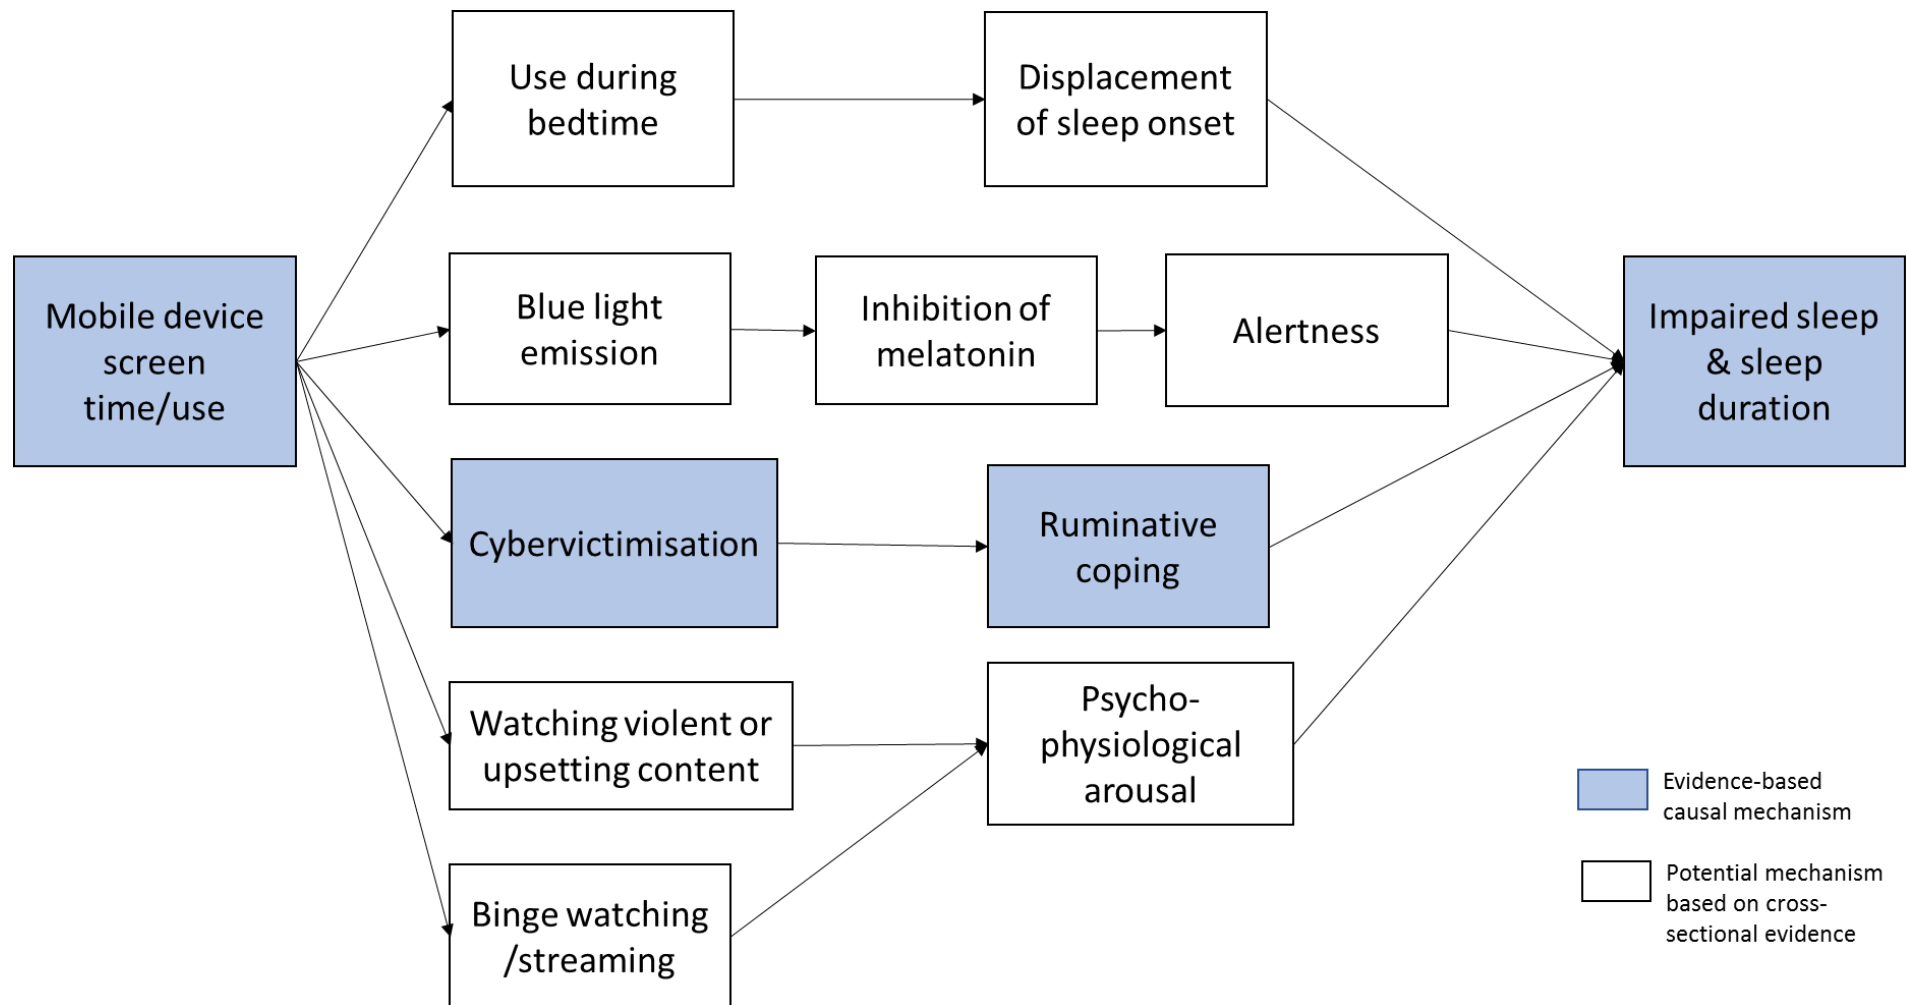 Use during
bedtime
Displacement
of sleep onset
Mobile device
screen
time/use
Blue light
emission
Inhibition of
melatonin
Alertness
Impaired sleep
& sleep
duration
Cybervictimisation
Ruminative
coping
Watching violent or
upsetting content
Psycho-
physiological
arousal
Binge watching
/streaming
Evidence-based
causal mechanism
Potential mechanism
based on cross-
sectional evidence